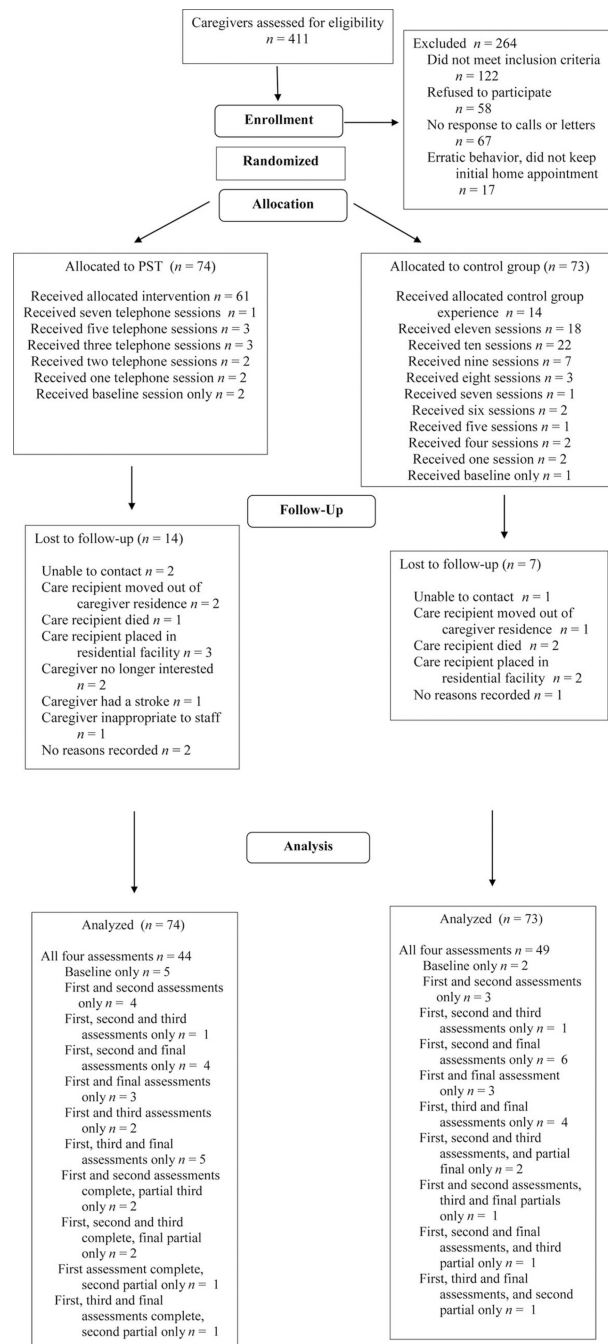 Caregivers assessed for eligibility
n = 411
Excluded n = 264
Did not meet inclusion criteria
n = 122
Refused to participate
n = 58
No response to calls or letters
n = 67
Erratic behavior, did not keep
initial home appointment
n = 17
Enrollment
Randomized
Allocation
Allocated to PST (n = 74)
Received allocated intervention n = 61
Received seven telephone sessions n = 1
Received five telephone sessions n = 3
Received three telephone sessions n = 3
Received two telephone sessions n = 2
Received one telephone session n = 2
Received baseline session only n = 2
Allocated to control group (n = 73)
Received allocated control group
experience n = 14
Received eleven sessions n = 18
Received ten sessions n = 22
Received nine sessions n = 7
Received eight sessions n = 3
Received seven sessions n = 1
Received six sessions n = 2
Received five sessions n = 1
Received four sessions n = 2
Received one session n = 2
Received baseline only n = 1
Follow-Up
Lost to follow-up (n = 14)
Unable to contact n = 2
Care recipient moved out of
caregiver residence n = 2
Care recipient died n = 1
Care recipient placed in
residential facility n = 3
Caregiver no longer interested
n = 2
Caregiver had a stroke n = 1
Caregiver inappropriate to staff
n = 1
No reasons recorded n = 2
Lost to follow-up (n = 7)
Unable to contact n = 1
Care recipient moved out of
caregiver residence n = 1
Care recipient died n = 2
Care recipient placed in
residential facility n = 2
No reasons recorded n = 1
Analysis
Analyzed (n = 74)
All four assessments n = 44
Baseline only n = 5
First and second assessments
only n = 4
First, second and third
assessments only n = 1
First, second and final
assessments only n = 4
First and final assessments only
n = 3
First and third assessments
only n = 2
First, third and final
assessments only n = 5
First and second assessments
complete, partial third
only n = 2
First, second and third
complete, final partial
only n = 2
First assessment complete,
second partial only n = 1
First, third and final
assessments complete,
second partial only n = 1
Analyzed (n = 73)
All four assessments n = 49
Baseline only n = 2
First and second assessments
only n = 3
First, second and third
assessments only n = 1
First, second and final
assessments only n = 6
First and final assessment only
n = 3
First, third and final
assessments only n = 4
First, second and third
assessments, and partial
final only n = 2
First and second assessments,
third and final partials
only n = 1
First, second and final
assessments, and third
partial only n = 1
First, third and final
assessments, and second
partial only n = 1